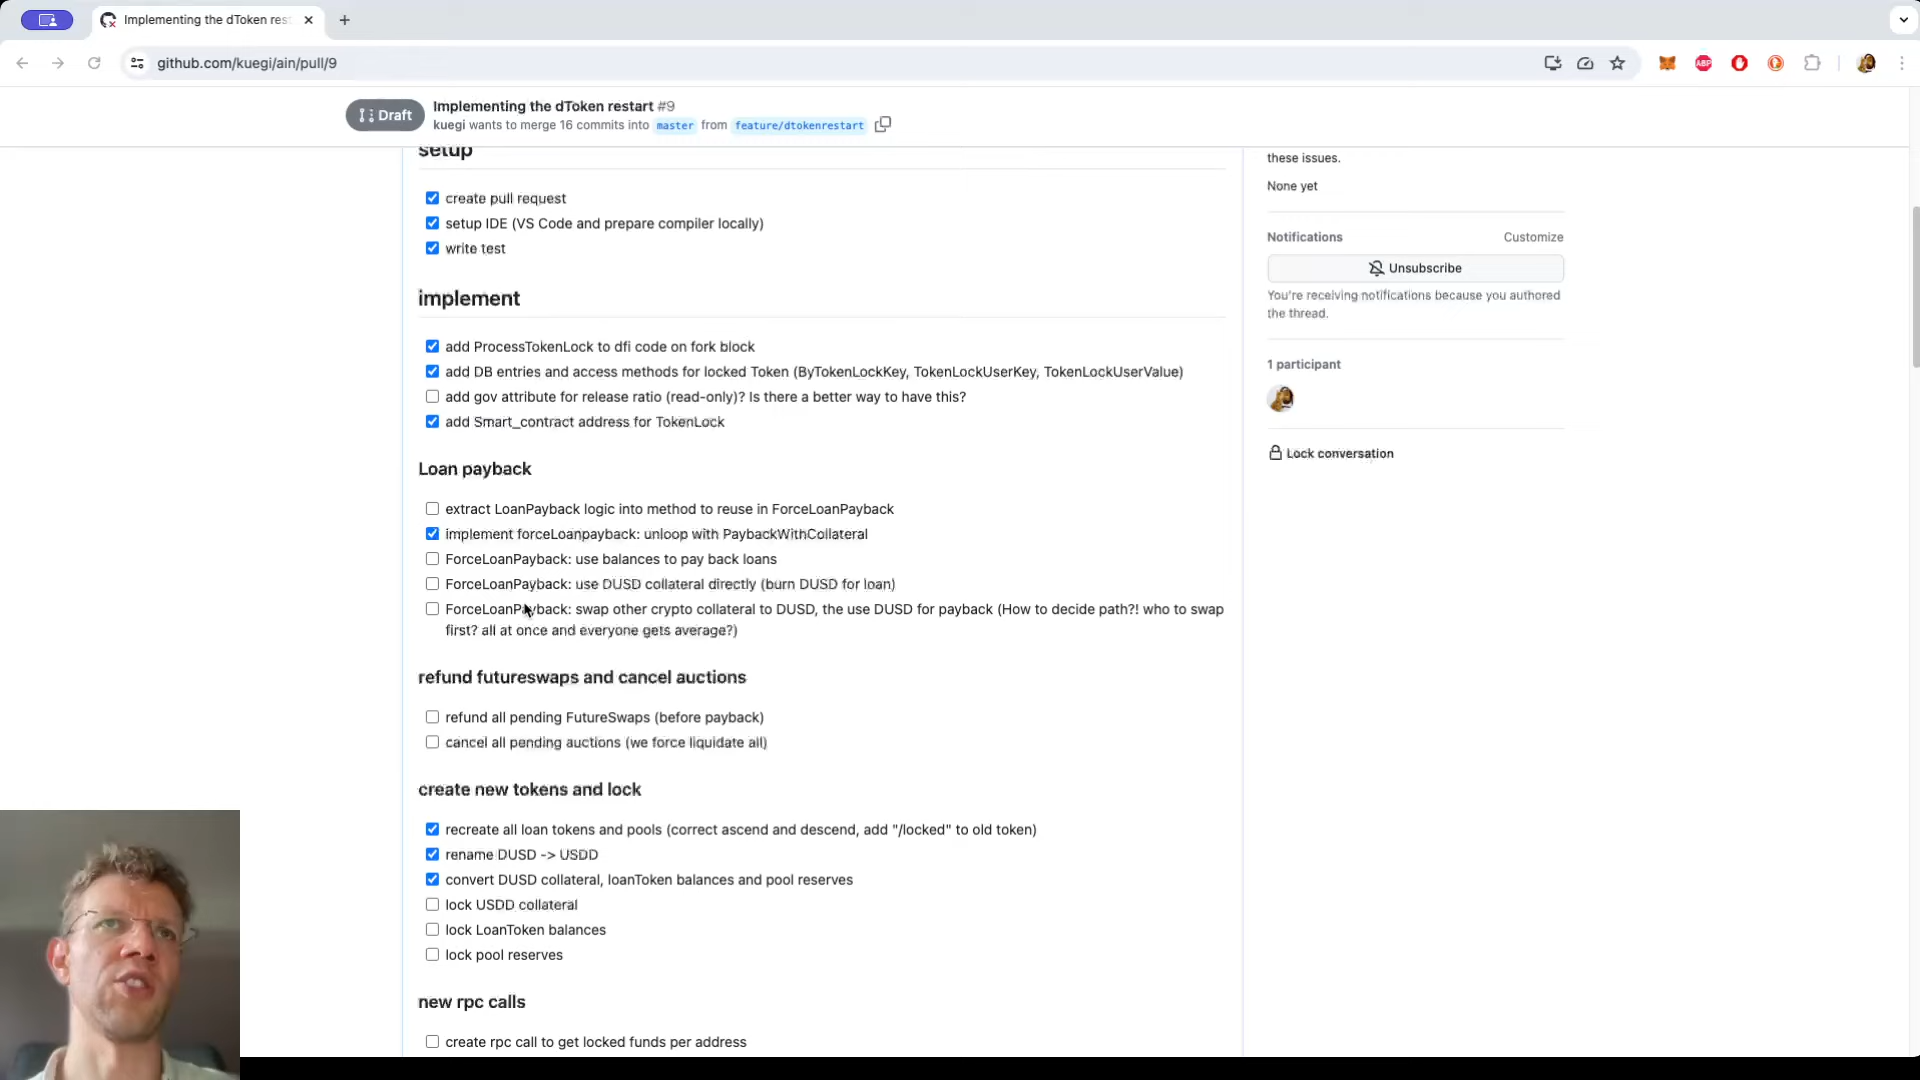 Implementing the dToken rest
github.com/kuegi/ain/pull/9
ABP
Draft
Implementing the dToken restart #9
kuegi wants to merge 16 commits into master from feature/dtokenrestart
setup
create pull request
setup IDE (VS Code and prepare compiler locally)
write test
implement
add ProcessTokenLock to dfi code on fork block
add DB entries and access methods for locked Token (ByTokenLockKey, TokenLockUserKey, TokenLockUserValue)
add gov attribute for release ratio (read-only)? Is there a better way to have this?
add Smart_contract address for TokenLock
Loan payback
extract LoanPayback logic into method to reuse in ForceLoanPayback
implement forceLoanpayback: unloop with PaybackWithCollateral
ForceLoanPayback: use balances to pay back loans
ForceLoanPayback: use DUSD collateral directly (burn DUSD for loan)
ForceLoanPayback: swap other crypto collateral to DUSD, the use DUSD for payback (How to decide path?! who to swap
first? all at once and everyone gets average?)
refund futureswaps and cancel auctions
refund all pending FutureSwaps (before payback)
cancel all pending auctions (we force liquidate all)
create new tokens and lock
recreate all loan tokens and pools (correct ascend and descend, add "/locked" to old token)
rename DUSD -> USDD
convert DUSD collateral, loanToken balances and pool reserves
lock USDD collateral
lock LoanToken balances
lock pool reserves
new rpc calls
create rpc call to get locked funds per address
these issues.
None yet
Notifications
Customize
Unsubscribe
You're receiving notifications because you authored
the thread.
1 participant
Lock conversation